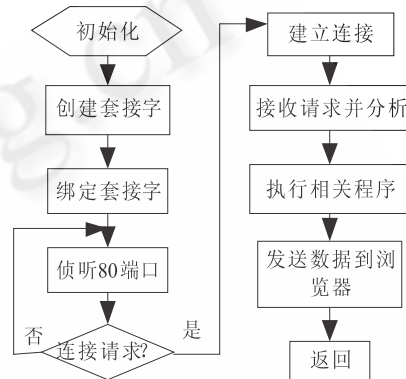 初始化
创建套接字
绑定套接字
侦听80端口
连接请求?
否
是
建立连接
接收请求并分析
执行相关程序
发送数据到浏
览器
返回